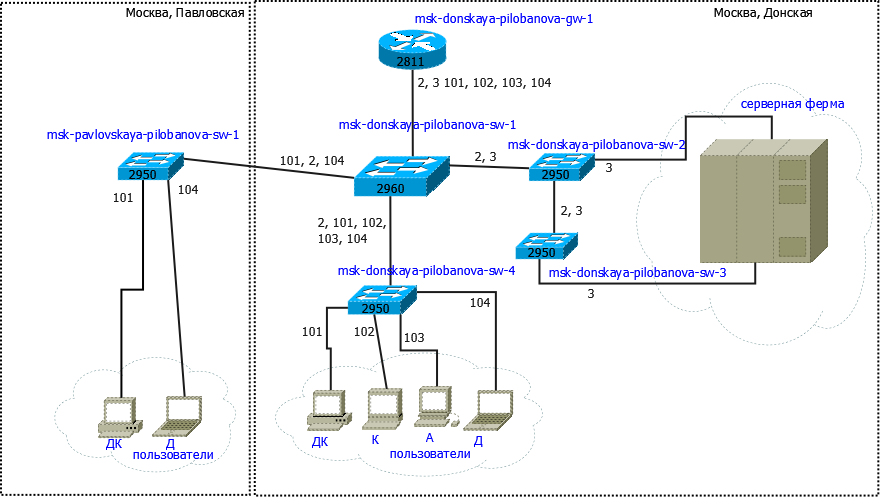 Москва, Павловская
Москва, Донская
msk-donskaya-pilobanova-gw-1
2811
2, 3 101, 102, 103, 104
серверная ферма
msk-pavlovskaya-pilobanova-sw-1
msk-donskaya-pilobanova-sw-1
msk-donskaya-pilobanova-sw-2
2950
101, 2, 104
2960
2, 3
2950
3
101
104
2, 3
2, 101, 102,
103, 104
2950
msk-donskaya-pilobanova-sw-4
msk-donskaya-pilobanova-sw-3
3
2950
101
102
103
104
ДК
Д
пользователи
ДК
К
А
Д
пользователи